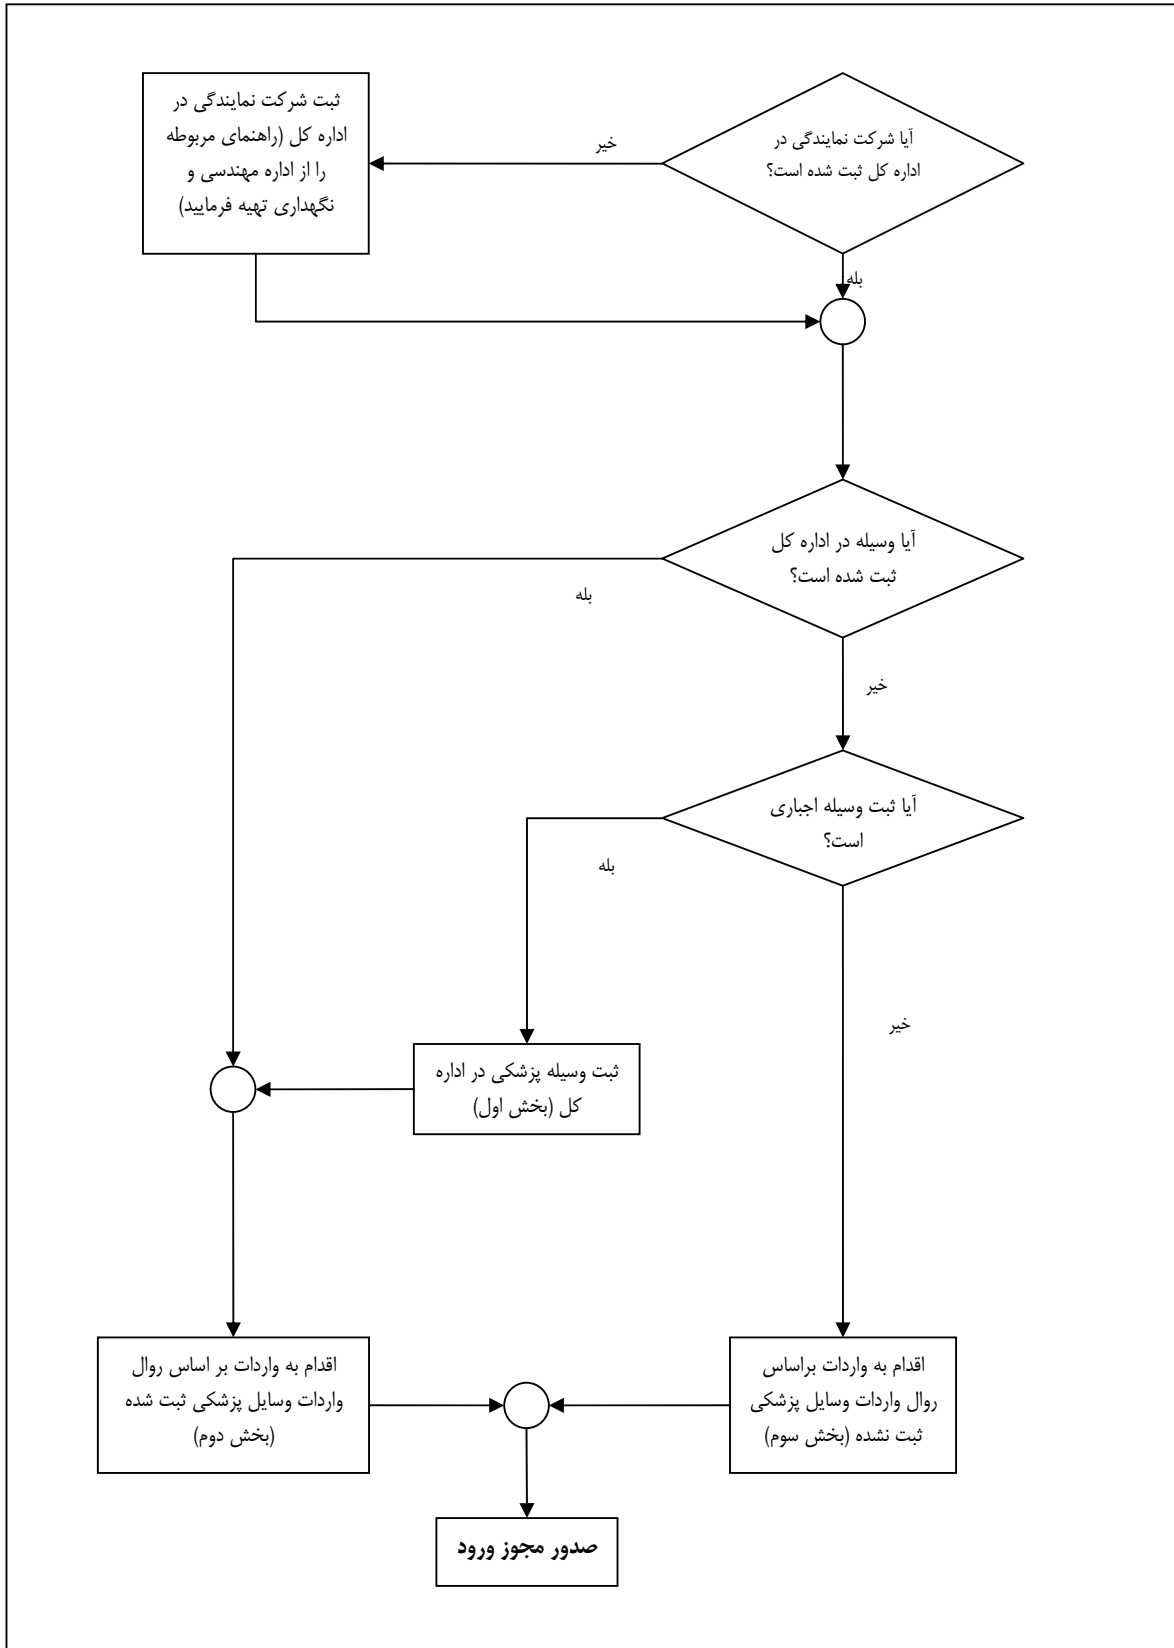 آیا شرکت نمایندگی در
اداره کل ثبت شده است؟
خیر
ثبت شرکت نمایندگی در
اداره کل (راهنمای مربوطه
را از اداره مهندسی و
نگهداری تهیه فرمایید)
بله
آیا وسیله در اداره کل
ثبت شده است؟
بله
خیر
آیا ثبت وسیله اجباری
است؟
بله
خیر
ثبت وسیله پزشکی در اداره
کل (بخش اول)
اقدام به واردات براساس
روال واردات وسایل پزشکی
ثبت نشده (بخش سوم)
اقدام به واردات بر اساس روال
واردات وسایل پزشکی ثبت شده
(بخش دوم)
صدور مجوز ورود